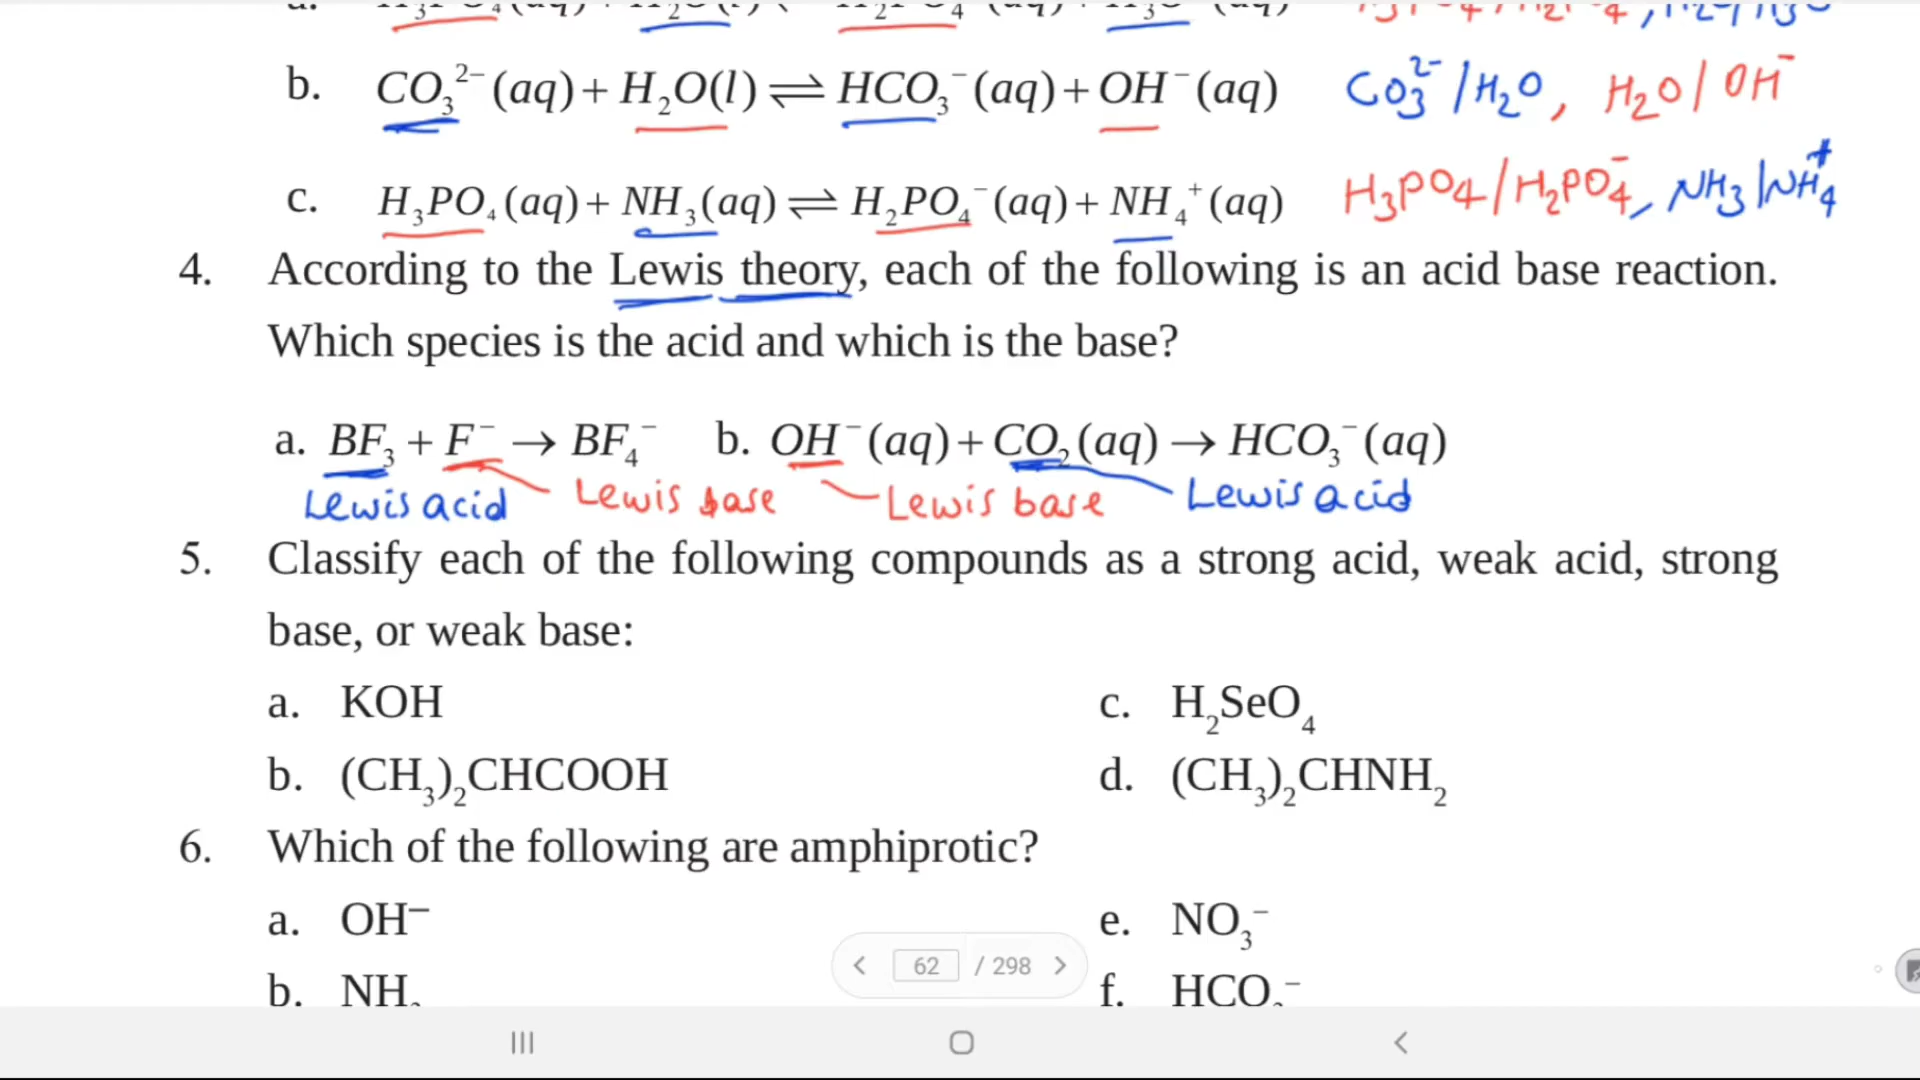 b. CO₃²⁻(aq) + H₂O(l) ⇌ HCO₃⁻(aq) + OH⁻(aq) CO₃²⁻/H₂O, H₂O/OH⁻
c. H₃PO₄(aq) + NH₃(aq) ⇌ H₂PO₄⁻(aq) + NH₄⁺(aq) H₃PO₄/H₂PO₄⁻, NH₃/NH₄⁺
4. According to the Lewis theory, each of the following is an acid base reaction.
Which species is the acid and which is the base?
a. BF₃ + F⁻ → BF₄⁻ b. OH⁻(aq) + CO₂(aq) → HCO₃⁻(aq)
Lewis acid Lewis base Lewis base Lewis acid
5. Classify each of the following compounds as a strong acid, weak acid, strong
base, or weak base:
a. KOH c. H₂SeO₄
b. (CH₃)₂CHCOOH d. (CH₃)₂CHNH₂
6. Which of the following are amphiprotic?
a. OH⁻ e. NO₃⁻
62 / 298
b. NH f. HCO₃⁻